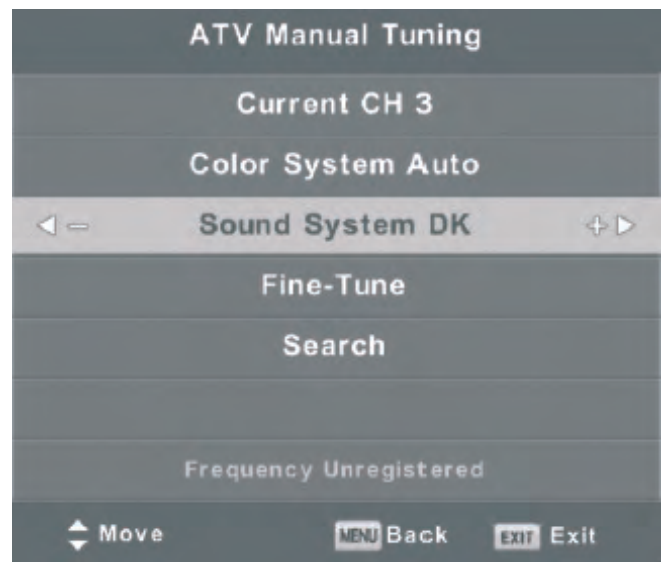 ATV Manual Tuning
Current CH 3
Color System Auto
Sound System DK
Fine-Tune
Search
Frequency Unregistered
Move MENU Back EXIT Exit